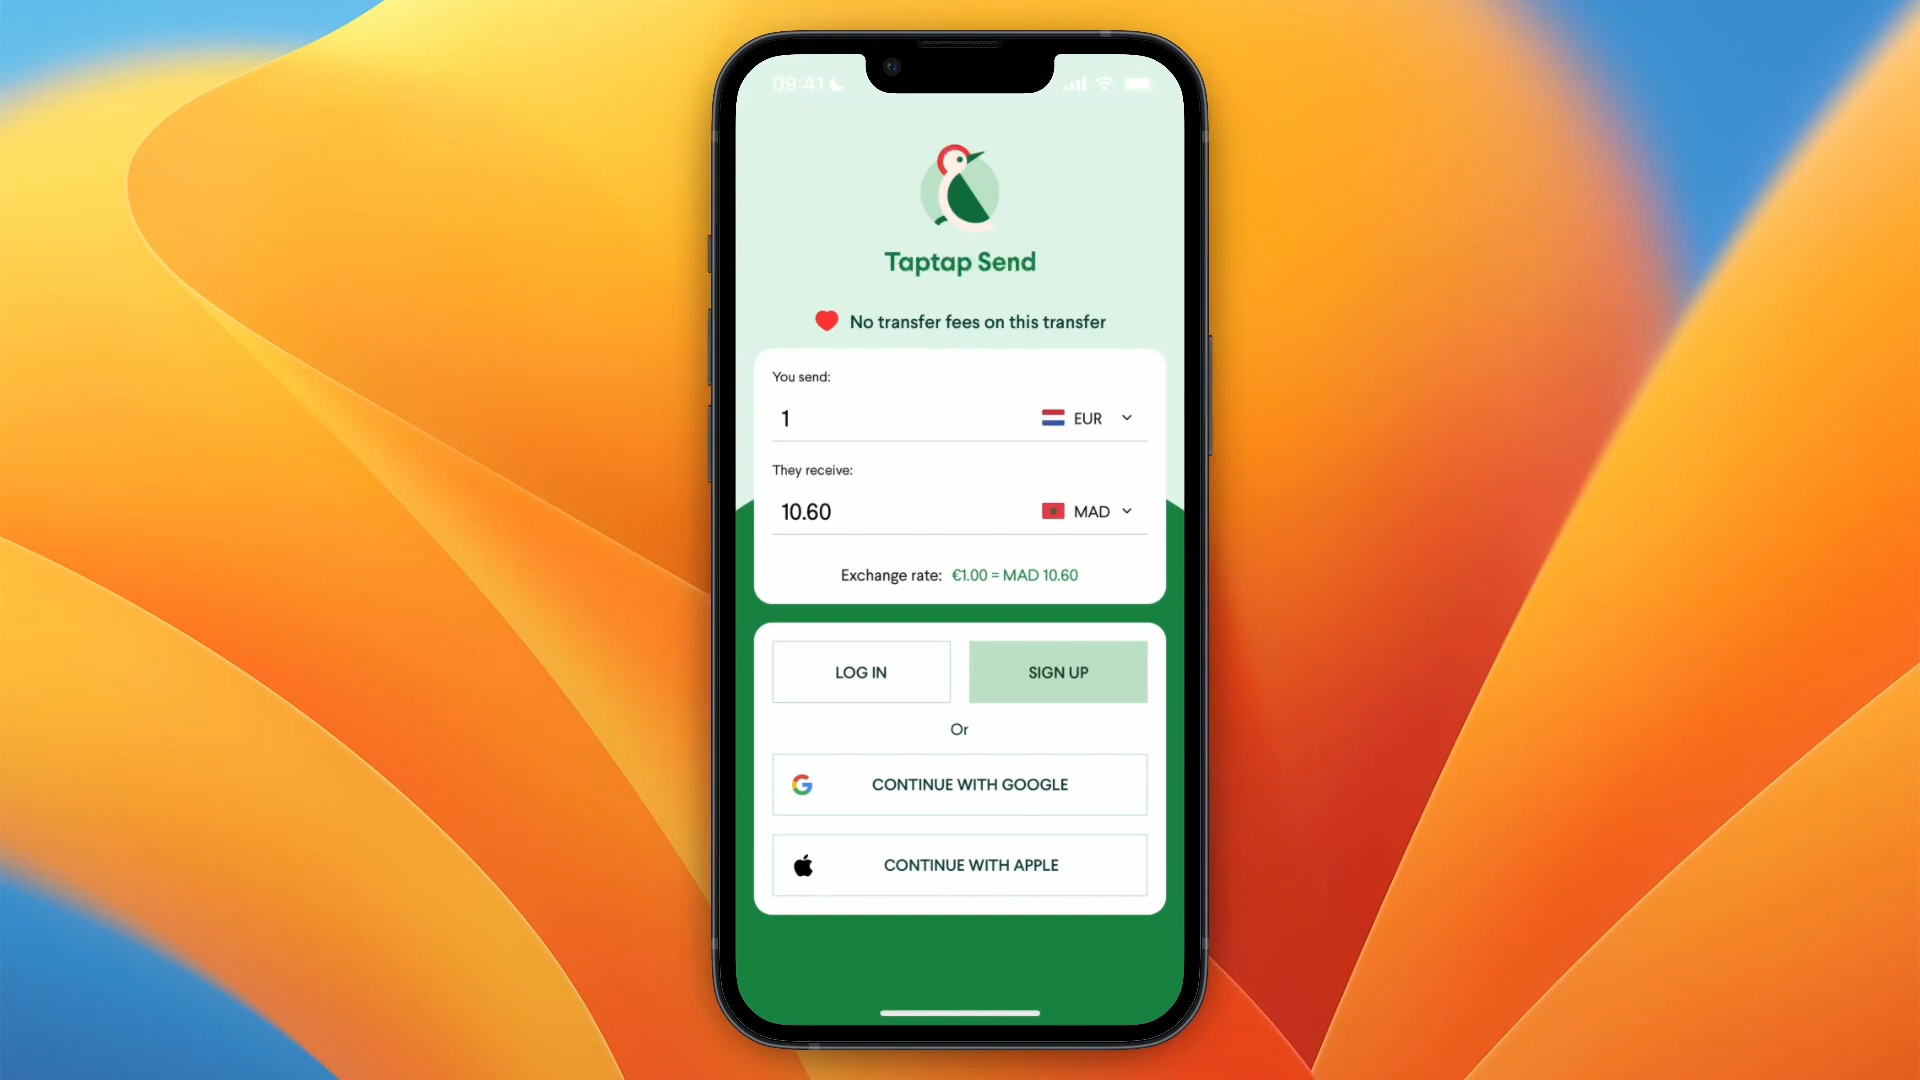 09:41
Taptap Send
No transfer fees on this transfer
You send:
1 EUR
They receive:
10.60 MAD
Exchange rate: €1.00 = MAD 10.60
LOG IN SIGN UP
Or
CONTINUE WITH GOOGLE
CONTINUE WITH APPLE